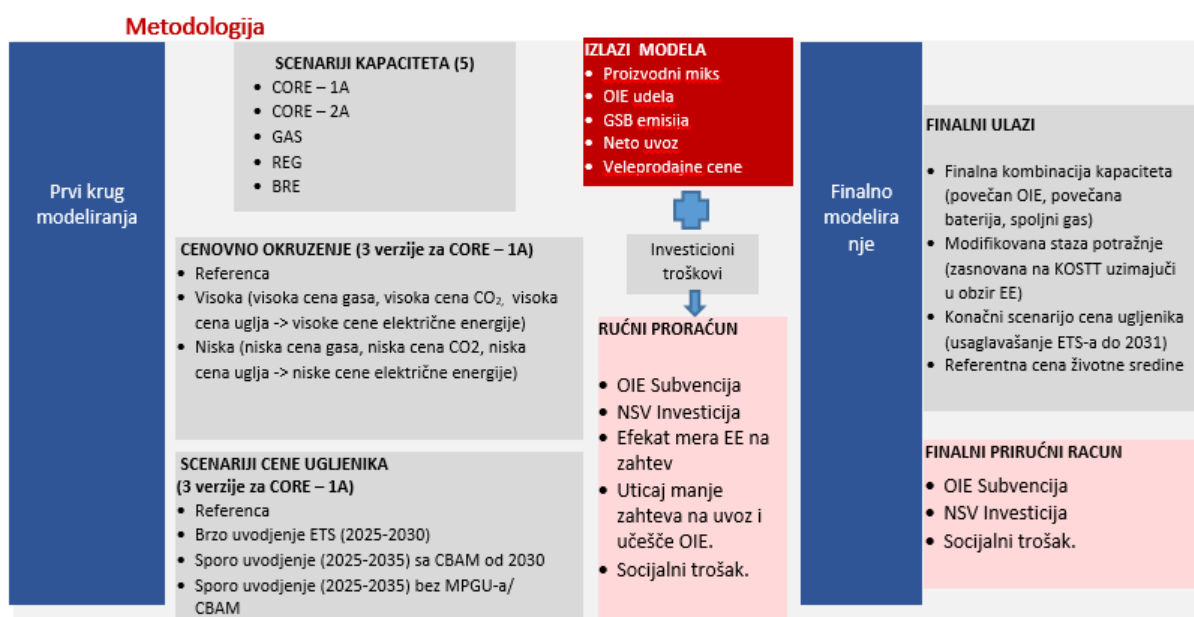 Metodologija
Prvi krug
modeliranja
SCENARIJI KAPACITETA (5)
• CORE – 1A
• CORE – 2A
• GAS
• REG
• BRE
CENOVNO OKRUZENJE (3 verzije za CORE – 1A)
• Referenca
• Visoka (visoka cena gasa, visoka cena CO₂, visoka
cena uglja -> visoke cene električne energije)
• Niska (niska cena gasa, niska cena CO2, niska
cena uglja -> niske cene električne energije)
SCENARIJI CENE UGLJENIKA
(3 verzije za CORE – 1A)
• Referenca
• Brzo uvodjenje ETS (2025-2030)
• Sporo uvodjenje (2025-2035) sa CBAM od 2030
• Sporo uvodjenje (2025-2035) bez MPGU-a/
CBAM
IZLAZI MODELA
• Proizvodni miks
• OIE udela
• GSB emisija
• Neto uvoz
• Veleprodajne cene
Investicioni
troškovi
RUĆNI PRORAĆUN
• OIE Subvencija
• NSV Investicija
• Efekat mera EE na
zahtev
• Uticaj manje
zahteva na uvoz i
učešče OIE.
• Socijalni trošak.
Finalno
modelira
nje
FINALNI ULAZI
• Finalna kombinacija kapaciteta
(povečan OIE, povečana
baterija, spoljni gas)
• Modifikovana staza potražnje
(zasnovana na KOSTT uzimajuči
u obzir EE)
• Konačni scenarijo cena ugljenika
(usaglavašanje ETS-a do 2031)
• Referentna cena životne sredine
FINALNI PRIRUĆNI RACUN
• OIE Subvencija
• NSV Investicija
• Socijalni trošak.